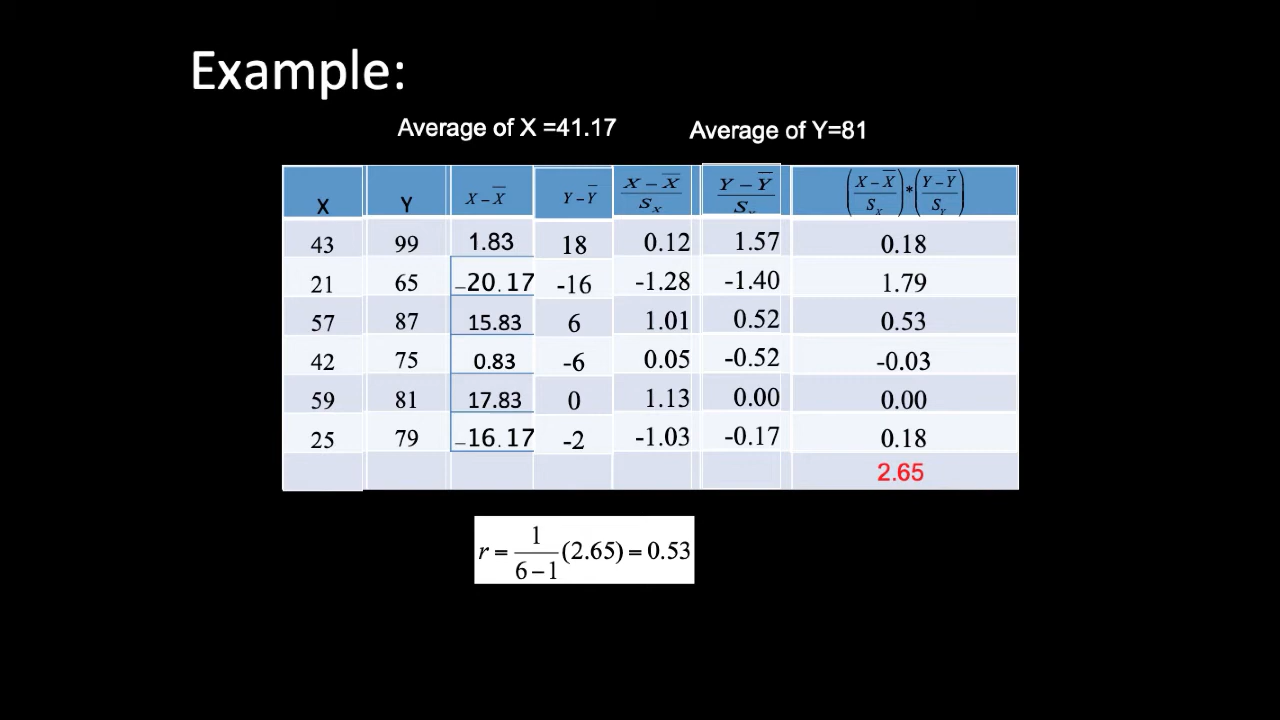 Example:
Average of X =41.17 Average of Y=81
X Y X – X̅ Y – Y̅ (X – X̅)/Sₓ (Y – Y̅)/Sᵧ ((X – X̅)/Sₓ)*((Y – Y̅)/Sᵧ)
43 99 1.83 18 0.12 1.57 0.18
21 65 –20.17 -16 -1.28 -1.40 1.79
57 87 15.83 6 1.01 0.52 0.53
42 75 0.83 -6 0.05 -0.52 -0.03
59 81 17.83 0 1.13 0.00 0.00
25 79 –16.17 -2 -1.03 -0.17 0.18
2.65
r = 1/(6–1) (2.65) = 0.53